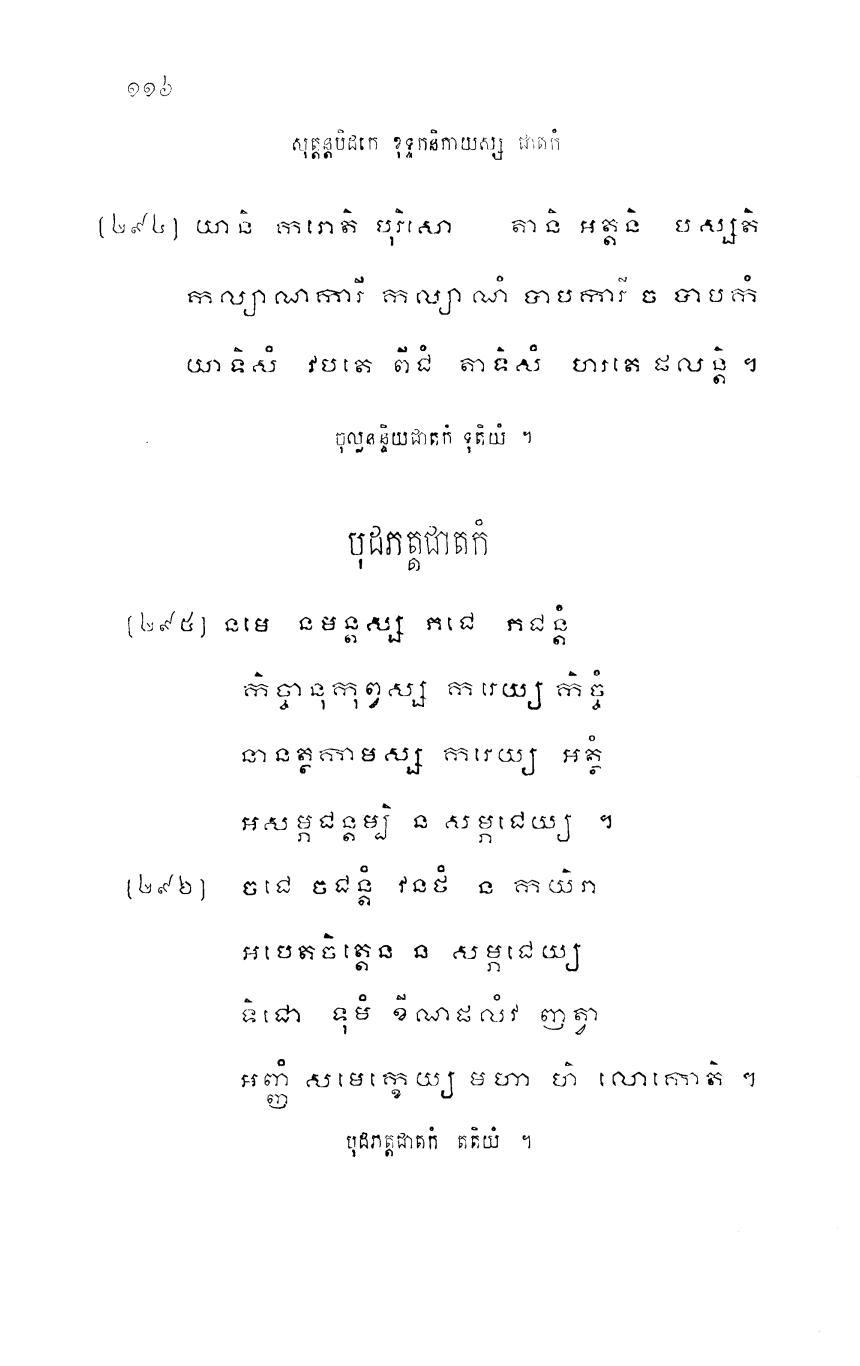 ១១៦
សុត្តន្តបិដកេ ខុទ្ទកនិកាយស្ស ជាតកំ
(២៩៤) យានិ ករោតិ បុរិសោ តានិ អត្តនិ បស្សតិ
កល្យាណការី កល្យាណំ បាបការី ច បាបកំ
យាទិសំ វបតេ ពីជំ តាទិសំ ហរតេ ផលន្តិ ។
ចុល្លនន្ទិយជាតកំ ទុតិយំ ។
បុដភត្តជាតកំ
(២៩៥) នមេ នមន្តស្ស ភជេ ភជន្តំ
កិច្ចានុកុព្វស្ស ករេយ្យ កិច្ចំ
នានត្ថកាមស្ស ករេយ្យ អត្ថំ
អសម្ភជន្តម្បិ ន សម្ភជេយ្យ ។
(២៩៦) ចជេ ចជន្តំ វនថំ ន កយិរា
អបេតចិត្តេន ន សម្ភជេយ្យ
ទិជោ ទុមំ ខីណផលំវ ញត្វា
អញ្ញំ សមេក្ខេយ្យ មហា ហិ លោកោតិ ។
បុដភត្តជាតកំ តតិយំ ។